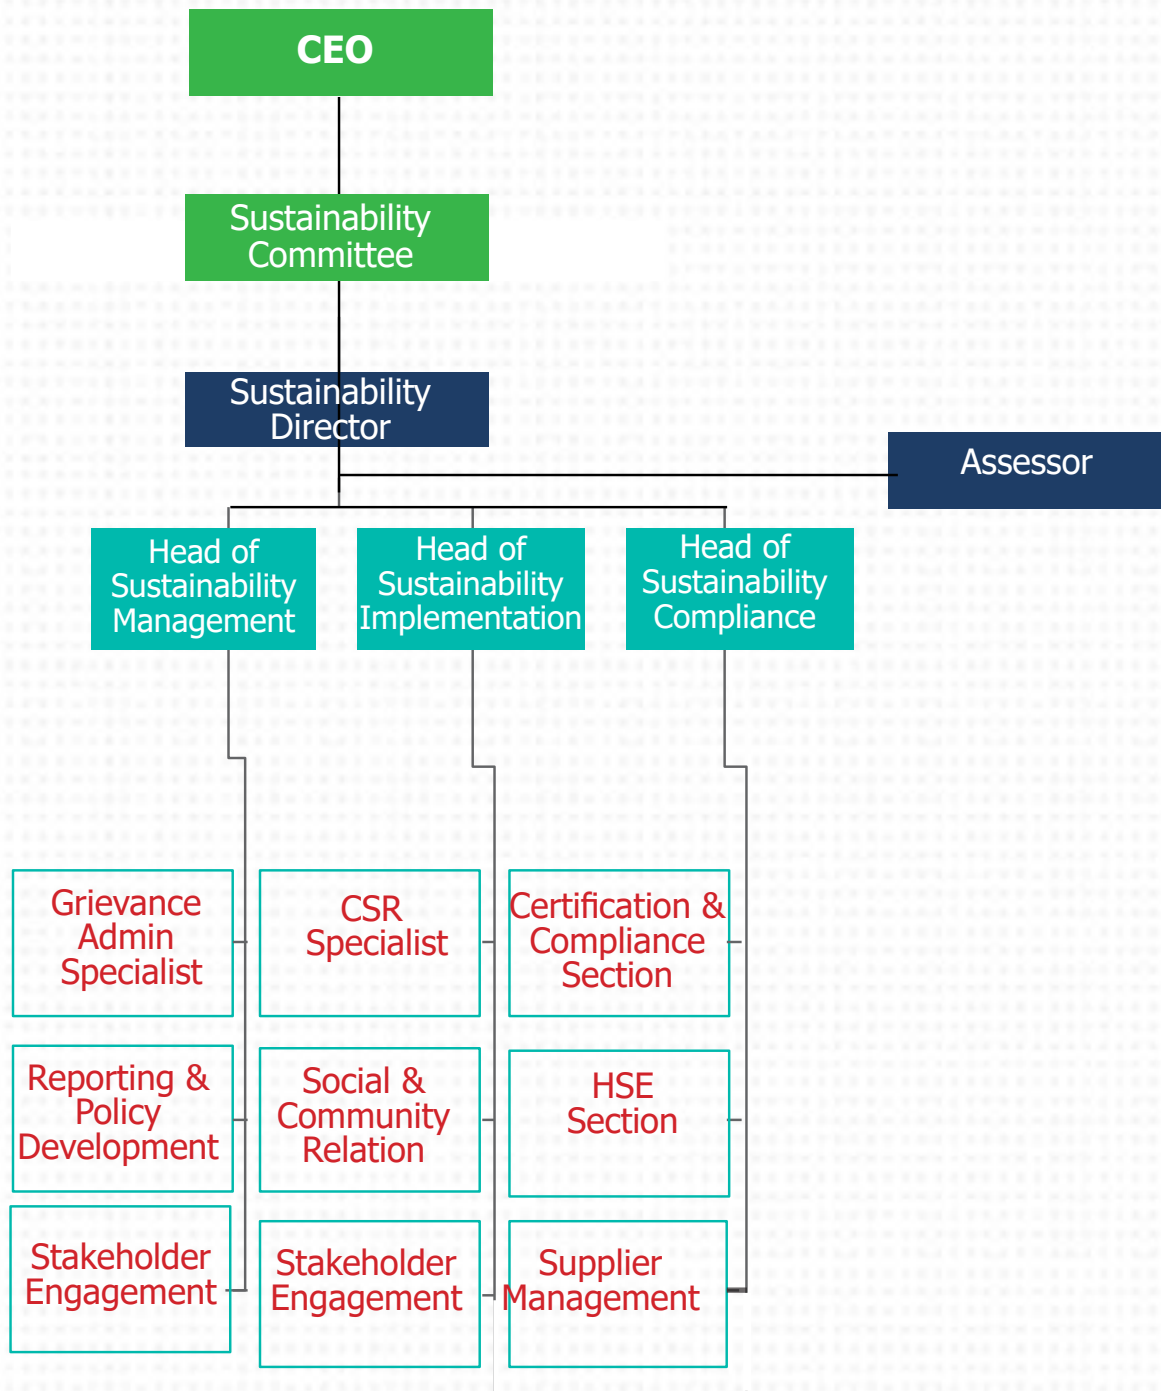 CEO
Sustainability
Committee
Sustainability
Director
Assessor
Head of
Sustainability
Management
Head of
Sustainability
Implementation
Head of
Sustainability
Compliance
Grievance
Admin
Specialist
CSR
Specialist
Certification &
Compliance
Section
Reporting &
Policy
Development
Social &
Community
Relation
HSE
Section
Stakeholder
Engagement
Stakeholder
Engagement
Supplier
Management